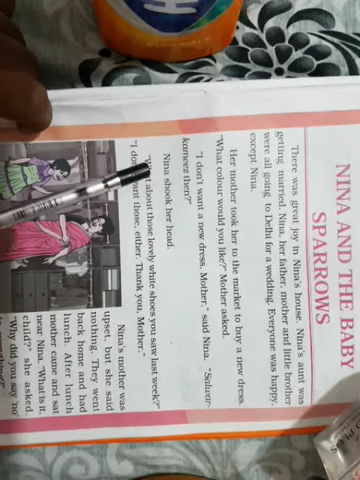 NINA AND THE BABY
SPARROWS
There was great joy in Nina's house. Nina's aunt was
getting married. Nina, her father, mother and little brother
were all going to Delhi for a wedding. Everyone was happy,
except Nina.
Her mother took her to the market to buy a new dress.
"What colour would you like?" Mother asked.
"I don't want a new dress, Mother," said Nina. "Salwar-
kameez then?"
Nina shook her head.
about those lovely white shoes you saw last week?"
"I want those, either. Thank you, Mother."
Nina's mother was
upset, but she said
nothing. They went
back home and had
lunch. After lunch
mother came and sat
near Nina. "What is it,
child?" she asked.
"Why did you say 'no'